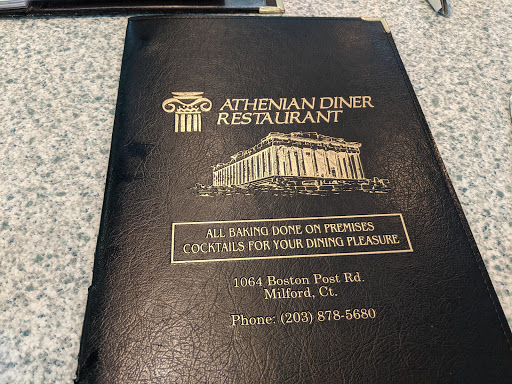 ATHENIAN DINER
RESTAURANT
ALL BAKING DONE ON PREMISES
COCKTAILS FOR YOUR DINING PLEASURE
1064 Boston Post Rd.
Milford, Ct.
Phone: (203) 878-5680